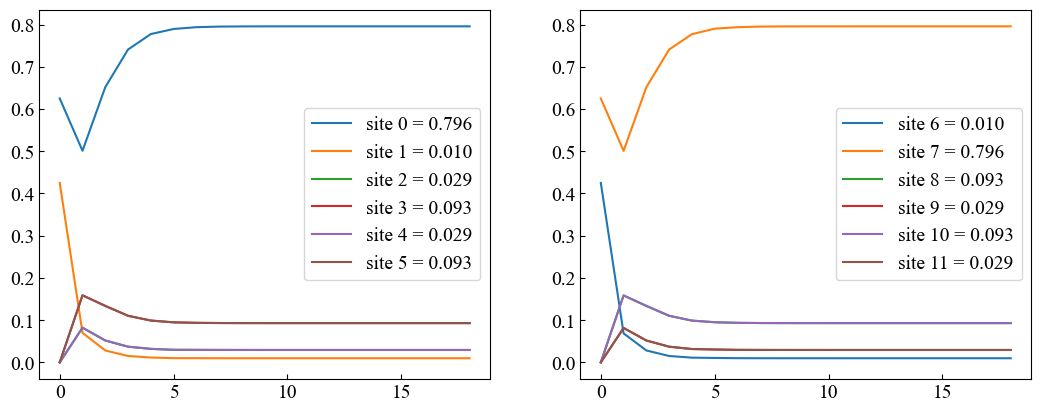 0.8
0.7
0.6
0.5
0.4
0.3
0.2
0.1
0.0
0
5
10
15
site 0 = 0.796
site 1 = 0.010
site 2 = 0.029
site 3 = 0.093
site 4 = 0.029
site 5 = 0.093
0.8
0.7
0.6
0.5
0.4
0.3
0.2
0.1
0.0
0
5
10
15
site 6 = 0.010
site 7 = 0.796
site 8 = 0.093
site 9 = 0.029
site 10 = 0.093
site 11 = 0.029